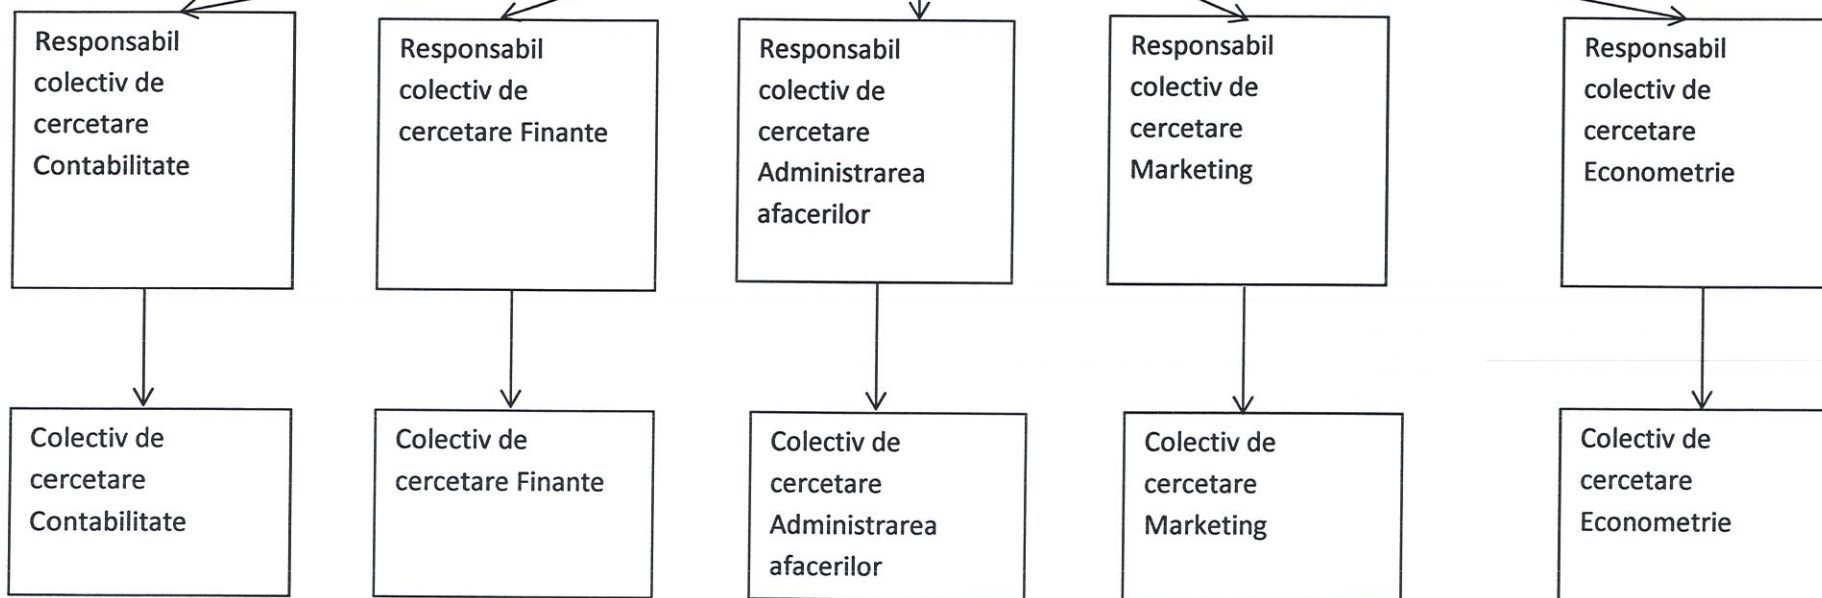 Responsabil
colectiv de
cercetare
Contabilitate
Responsabil
colectiv de
cercetare Finante
Responsabil
colectiv de
cercetare
Administrarea
afacerilor
Responsabil
colectiv de
cercetare
Marketing
Responsabil
colectiv de
cercetare
Econometrie
Colectiv de
cercetare
Contabilitate
Colectiv de
cercetare Finante
Colectiv de
cercetare
Administrarea
afacerilor
Colectiv de
cercetare
Marketing
Colectiv de
cercetare
Econometrie